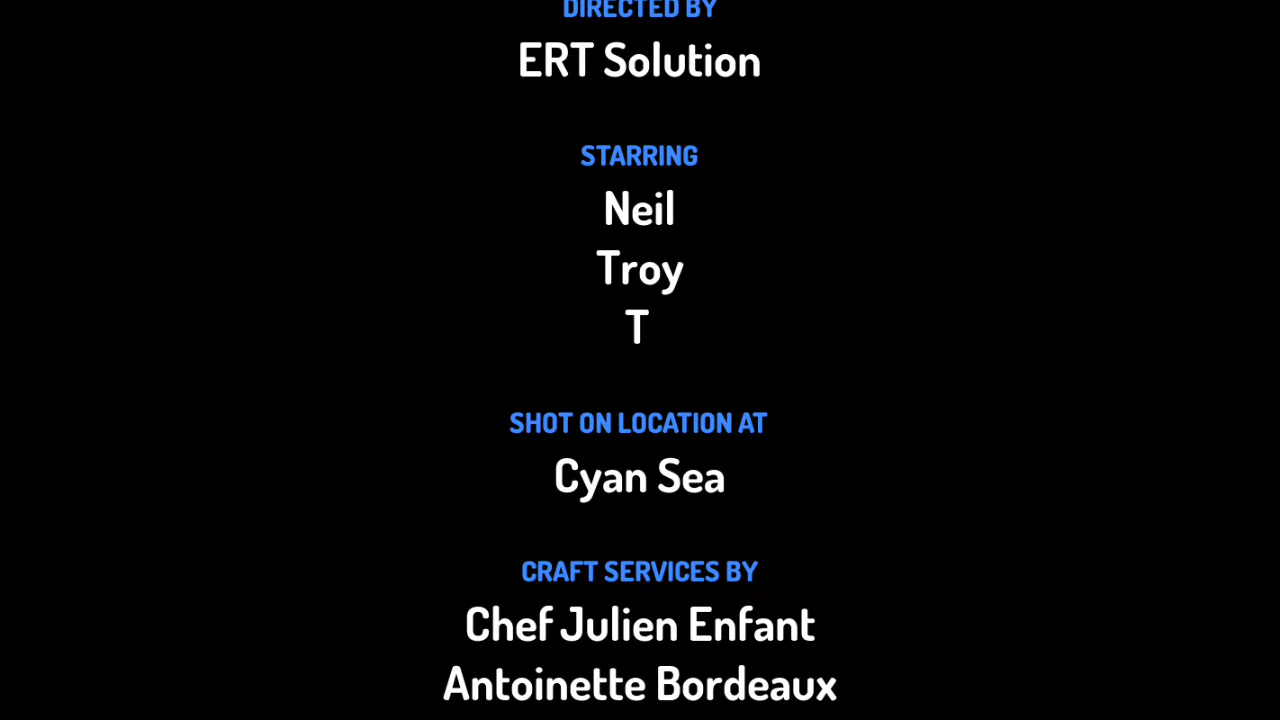 DIRECTED BY
ERT Solution
STARRING
Neil
Troy
T
SHOT ON LOCATION AT
Cyan Sea
CRAFT SERVICES BY
Chef Julien Enfant
Antoinette Bordeaux